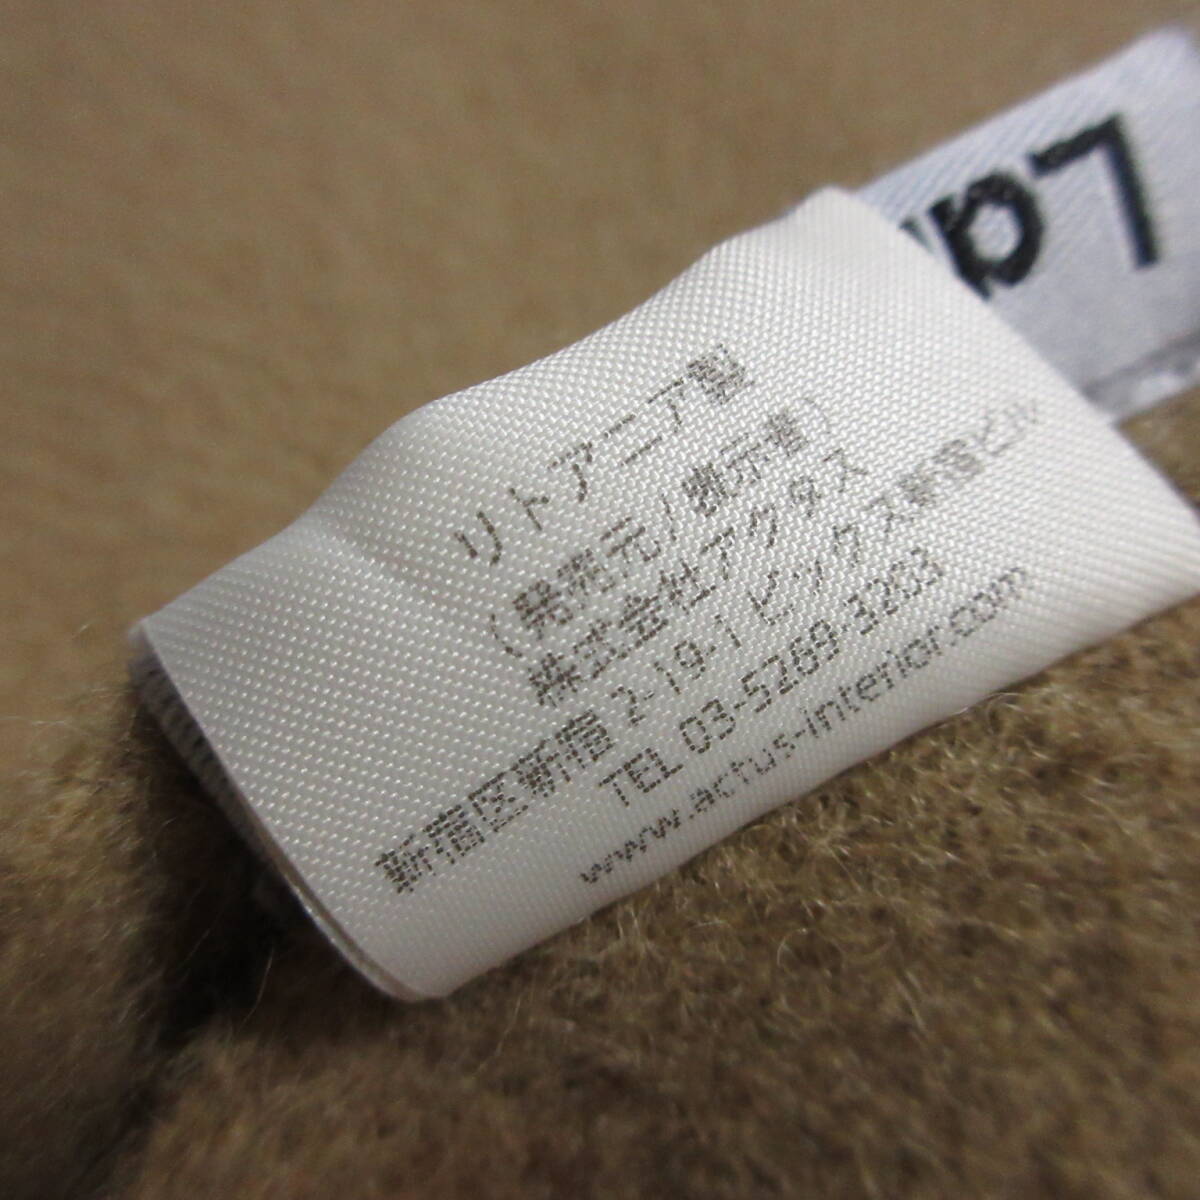 リトアニア製
（発売元／表示者）
株式会社アクタス
新宿区新宿 2-19-1 ビッグス新宿ビル
TEL 03-5269-3203
www.actus-interior.com
La